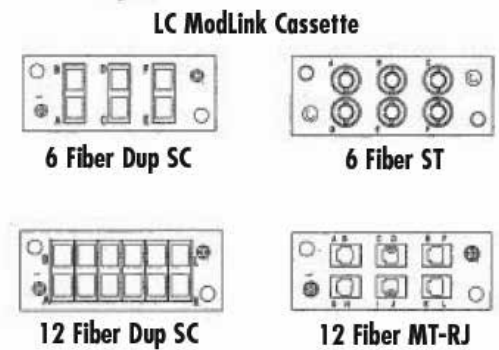 LC ModLink Cassette
B D F
A C E
6 Fiber Dup SC
A B C
D E F
6 Fiber ST
12 Fiber Dup SC
A B C D E F
G H I J K L
12 Fiber MT-RJ